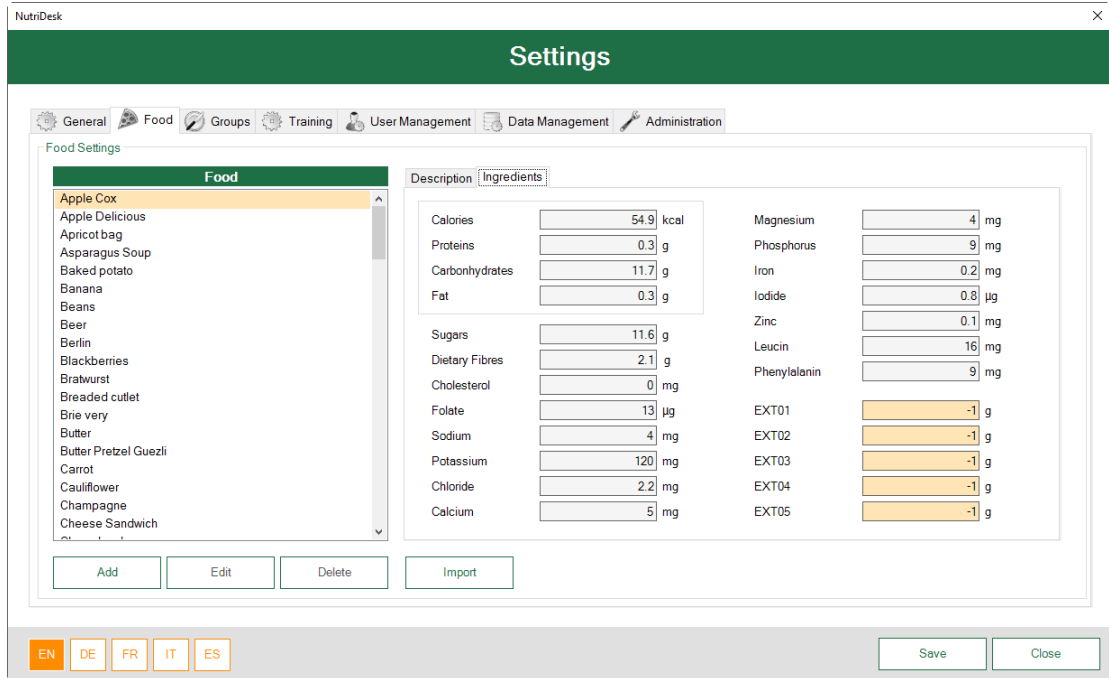 NutriDesk
Settings
General Food Groups Training User Management Data Management Administration
Food Settings
Food
Apple Cox
Apple Delicious
Apricot bag
Asparagus Soup
Baked potato
Banana
Beans
Beer
Berlin
Blackberries
Bratwurst
Breaded cutlet
Brie very
Butter
Butter Pretzel Guezli
Carrot
Cauliflower
Champagne
Cheese Sandwich
Description Ingredients
Calories 54.9 kcal
Proteins 0.3 g
Carbonhydrates 11.7 g
Fat 0.3 g
Sugars 11.6 g
Dietary Fibres 2.1 g
Cholesterol 0 mg
Folate 13 µg
Sodium 4 mg
Potassium 120 mg
Chloride 2.2 mg
Calcium 5 mg
Magnesium 4 mg
Phosphorus 9 mg
Iron 0.2 mg
Iodide 0.8 µg
Zinc 0.1 mg
Leucin 16 mg
Phenylalanin 9 mg
EXT01 -1 g
EXT02 -1 g
EXT03 -1 g
EXT04 -1 g
EXT05 -1 g
Add Edit Delete Import
EN DE FR IT ES
Save Close